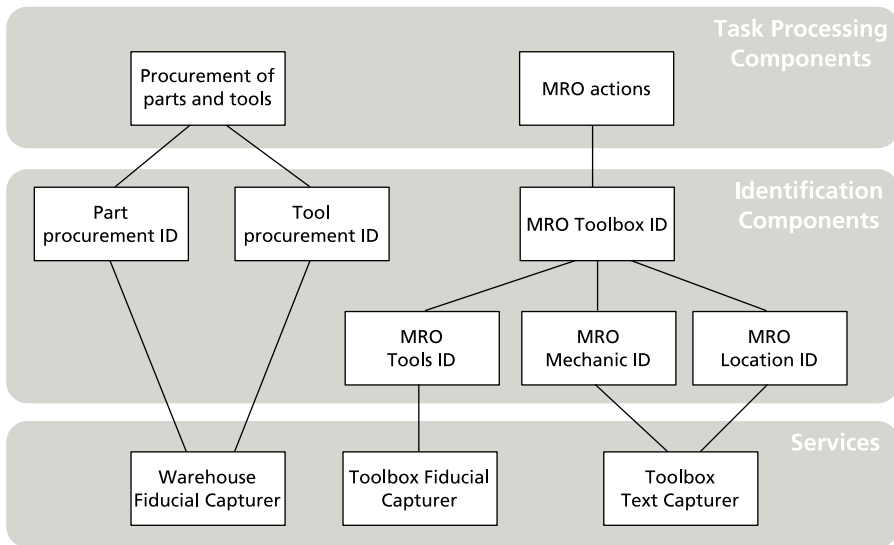 Task Processing
Components
Procurement of
parts and tools
MRO actions
Identification
Components
Part
procurement ID
Tool
procurement ID
MRO Toolbox ID
MRO
Tools ID
MRO
Mechanic ID
MRO
Location ID
Services
Warehouse
Fiducial Capturer
Toolbox Fiducial
Capturer
Toolbox
Text Capturer